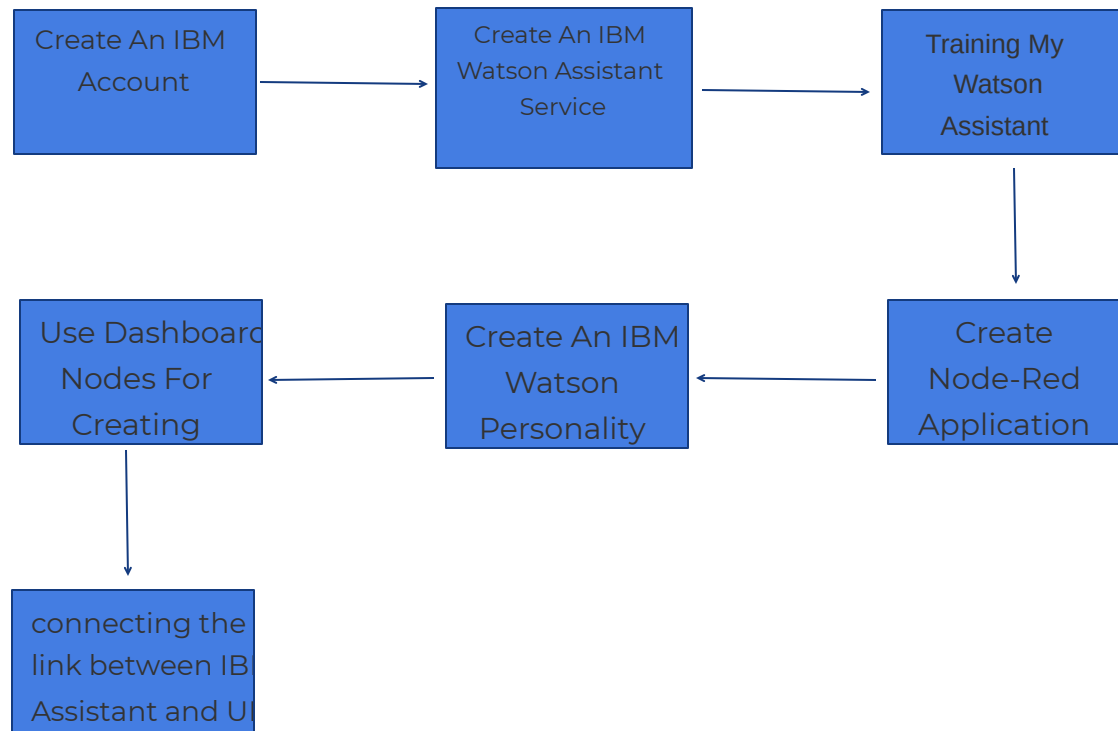 Create An IBM
Account
Create An IBM
Watson Assistant
Service
Training My
Watson
Assistant
Create
Node-Red
Application
Create An IBM
Watson
Personality
Use Dashboard
Nodes For
Creating
connecting the
link between
Assistant and